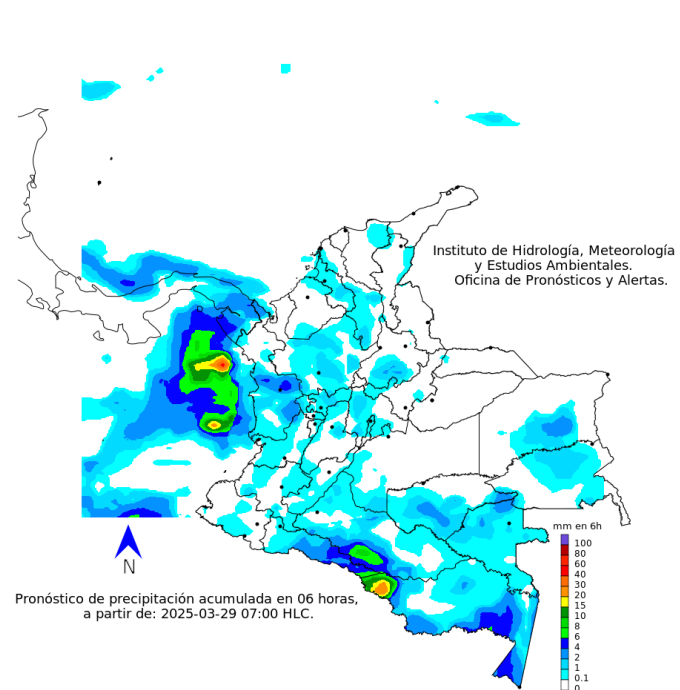 Instituto de Hidrología, Meteorología
y Estudios Ambientales.
Oficina de Pronósticos y Alertas.
mm en 6h
100
80
60
40
30
20
15
10
8
6
4
2
1
0.1
0
N
Pronóstico de precipitación acumulada en 06 horas,
a partir de: 2025-03-29 07:00 HLC.